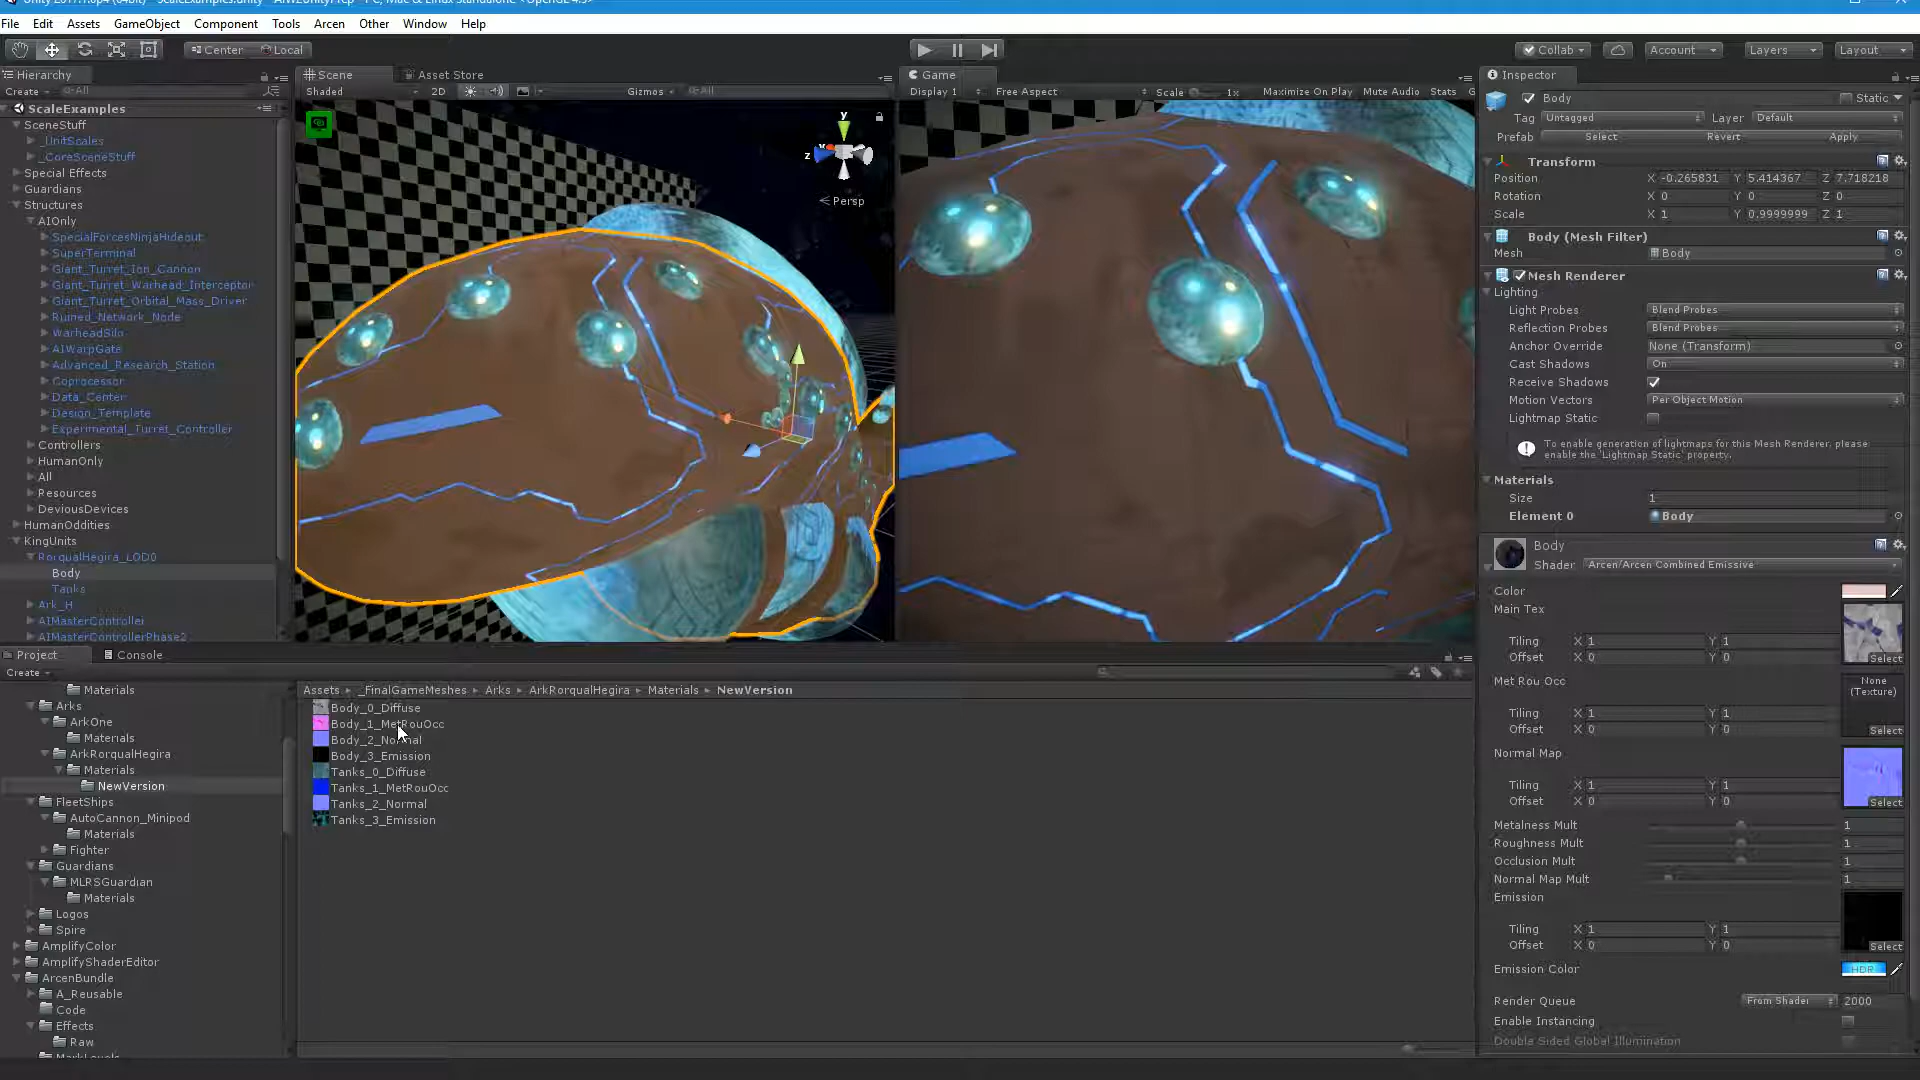 File Edit Assets GameObject Component Tools Arcen Other Window Help
Center Local
Collab Account Layers Layout
Hierarchy
Create All
ScaleExamples
SceneStuff
_UnitScales
_CoreSceneStuff
Special Effects
Guardians
Structures
AIOnly
SpecialForcesNinjaHideout
SuperTerminal
Giant_Turret_Ion_Cannon
Giant_Turret_Warhead_Interceptor
Giant_Turret_Orbital_Mass_Driver
Ruined_Network_Node
WarheadSilo
AIWarpGate
Advanced_Research_Station
Coprocessor
Data_Center
Design_Template
Experimental_Turret_Controller
Controllers
HumanOnly
All
Resources
DeviousDevices
HumanOddities
KingUnits
RorqualHegira_LOD0
Body
Tanks
Ark_H
AIMasterController
AIMasterControllerPhase2
Scene Asset Store
Shaded 2D Gizmos All
y
x
z
Persp
Game
Display 1 Free Aspect Scale 1x Maximize On Play Mute Audio Stats G
Inspector
Body Static
Tag Untagged Layer Default
Prefab Select Revert Apply
Transform
Position X -0.265831 Y 5.414367 Z 7.718218
Rotation X 0 Y 0 Z 0
Scale X 1 Y 0.9999999 Z 1
Body (Mesh Filter)
Mesh Body
Mesh Renderer
Lighting
Light Probes Blend Probes
Reflection Probes Blend Probes
Anchor Override None (Transform)
Cast Shadows On
Receive Shadows
Motion Vectors Per Object Motion
Lightmap Static
To enable generation of lightmaps for this Mesh Renderer, please
enable the 'Lightmap Static' property.
Materials
Size 1
Element 0 Body
Body
Shader Arcen/Arcen Combined Emissive
Color
Main Tex
Tiling X 1 Y 1
Offset X 0 Y 0
Select
Met Rou Occ
None
(Texture)
Tiling X 1 Y 1
Offset X 0 Y 0
Select
Normal Map
Tiling X 1 Y 1
Offset X 0 Y 0
Select
Metalness Mult 1
Roughness Mult 1
Occlusion Mult 1
Normal Map Mult 1
Emission
Tiling X 1 Y 1
Offset X 0 Y 0
Select
Emission Color HDR
Render Queue From Shader 2000
Enable Instancing
Double Sided Global Illumination
Project Console
Create
Materials
Arks
ArkOne
Materials
ArkRorqualHegira
Materials
NewVersion
FleetShips
AutoCannon_Minipod
Materials
Fighter
Guardians
MLRSGuardian
Materials
Logos
Spire
AmplifyColor
AmplifyShaderEditor
ArcenBundle
A_Reusable
Code
Effects
Raw
MarkLevels
Assets _FinalGameMeshes Arks ArkRorqualHegira Materials NewVersion
Body_0_Diffuse
Body_1_MetRouOcc
Body_2_Normal
Body_3_Emission
Tanks_0_Diffuse
Tanks_1_MetRouOcc
Tanks_2_Normal
Tanks_3_Emission